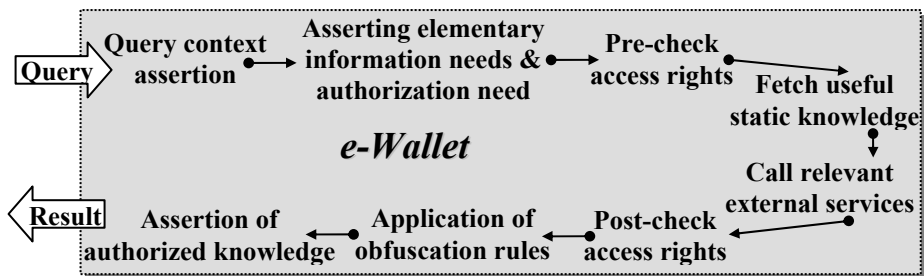 Query
Query context
assertion
Asserting elementary
information needs &
authorization need
Pre-check
access rights
Fetch useful
static knowledge
Call relevant
external services
Post-check
access rights
Application of
obfuscation rules
Assertion of
authorized knowledge
Result
e-Wallet